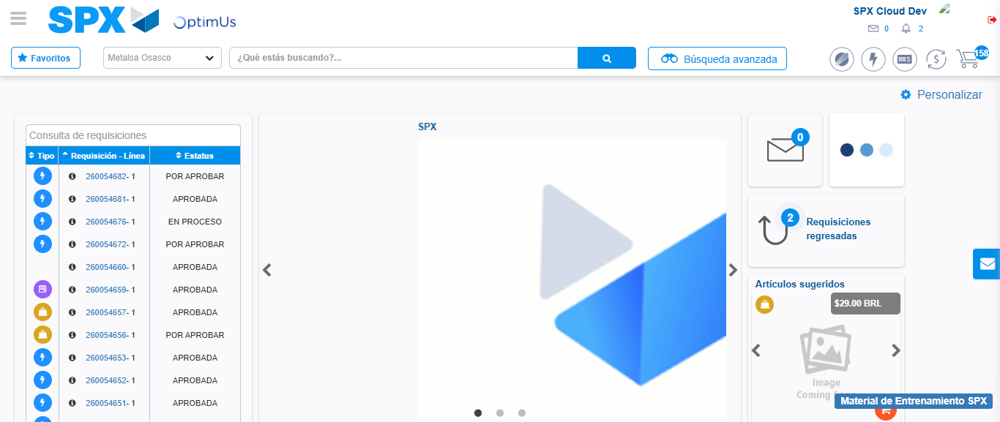 SPX OptimUs
SPX Cloud Dev
0 2
Favoritos
Metalsa Osasco
¿Qué estás buscando?...
Búsqueda avanzada
158
Personalizar
Consulta de requisiciones
Tipo Requisición - Línea Estatus
260054682- 1 POR APROBAR
260054681- 1 APROBADA
260054676- 1 EN PROCESO
260054672- 1 POR APROBAR
260054660- 1 APROBADA
260054659- 1 APROBADA
260054657- 1 APROBADA
260054656- 1 POR APROBAR
260054653- 1 APROBADA
260054652- 1 APROBADA
260054651- 1 APROBADA
SPX
0
2
Requisiciones
regresadas
Artículos sugeridos
$29.00 BRL
Image
Coming
Material de Entrenamiento SPX